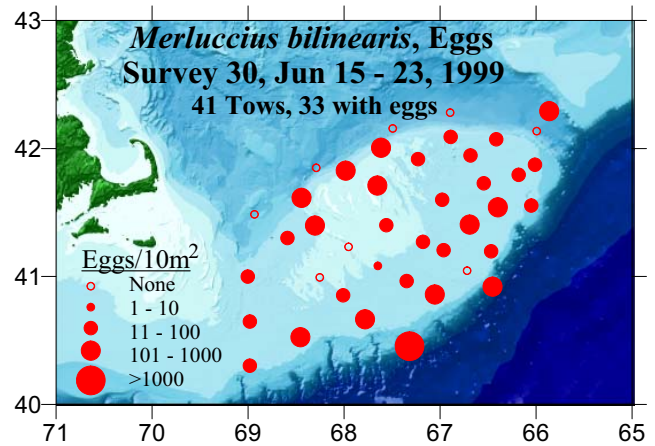 Merluccius bilinearis, Eggs
Survey 30, Jun 15 - 23, 1999
41 Tows, 33 with eggs
43
42
41
40
Eggs/10m²
None
1 - 10
11 - 100
101 - 1000
>1000
71 70 69 68 67 66 65